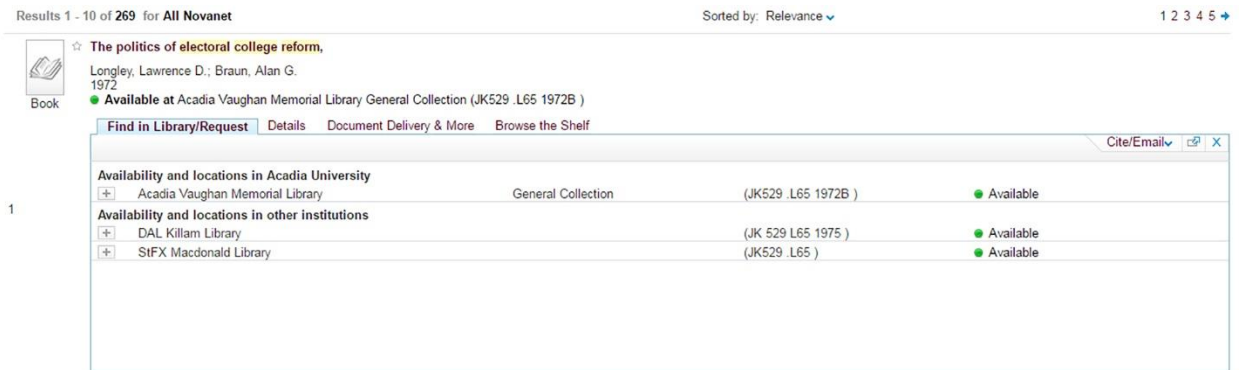 Results 1 - 10 of 269 for All Novanet Sorted by: Relevance 1 2 3 4 5
The politics of electoral college reform,
Longley, Lawrence D.; Braun, Alan G.
1972
Book
Available at Acadia Vaughan Memorial Library General Collection (JK529 .L65 1972B )
Find in Library/Request Details Document Delivery & More Browse the Shelf
Cite/Email X
Availability and locations in Acadia University
+ Acadia Vaughan Memorial Library General Collection (JK529 .L65 1972B ) Available
1
Availability and locations in other institutions
+ DAL Killam Library (JK 529 L65 1975 ) Available
+ StFX Macdonald Library (JK529 .L65 ) Available